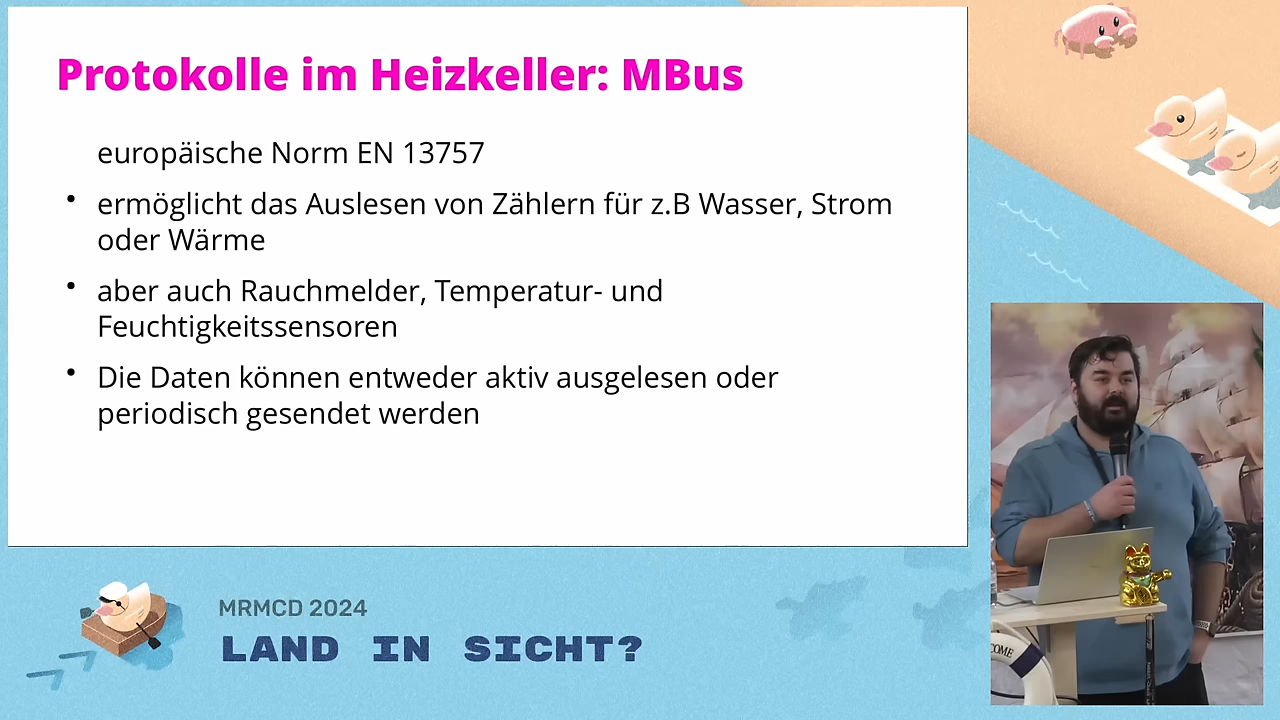 Protokolle im Heizkeller: MBus
europäische Norm EN 13757
• ermöglicht das Auslesen von Zählern für z.B Wasser, Strom
oder Wärme
• aber auch Rauchmelder, Temperatur- und
Feuchtigkeitssensoren
• Die Daten können entweder aktiv ausgelesen oder
periodisch gesendet werden
MRMCD 2024
LAND IN SICHT?
COME